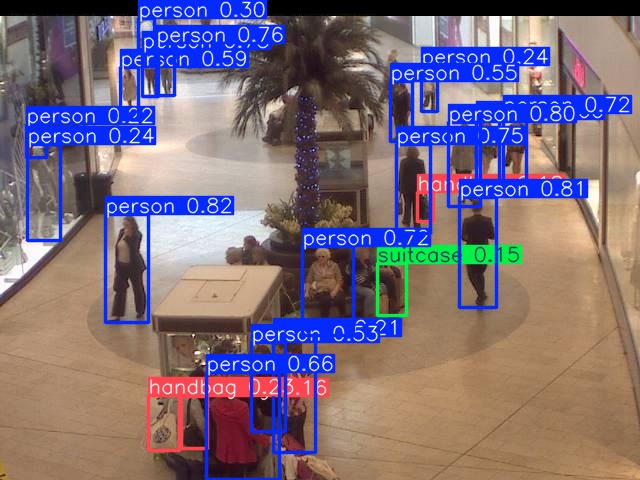 person 0.30
person 0.76
person 0.59
person 0.24
person 0.55
person 0.72
person 0.80
person 0.22
person 0.24
person 0.75
person 0.81
person 0.82
person 0.72
suitcase 0.15
person 0.53
person 0.66
handbag 0.2